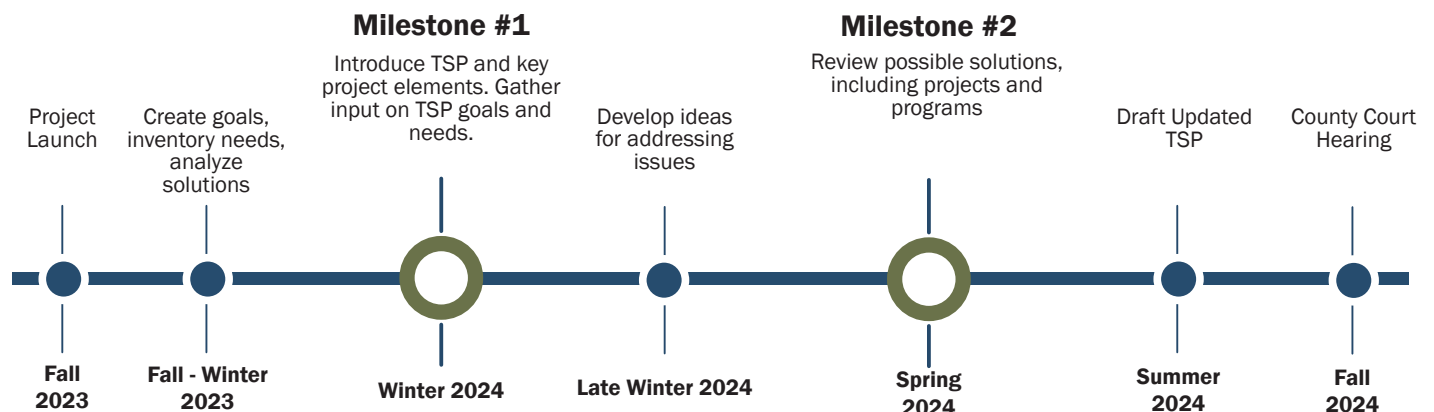 Project
Launch
Create goals,
inventory needs,
analyze
solutions
Milestone #1
Introduce TSP and key
project elements. Gather
input on TSP goals and
needs.
Develop ideas
for addressing
issues
Milestone #2
Review possible solutions,
including projects and
programs
Draft Updated
TSP
County Court
Hearing
Fall
2023
Fall - Winter
2023
Winter 2024
Late Winter 2024
Spring
2024
Summer
2024
Fall
2024